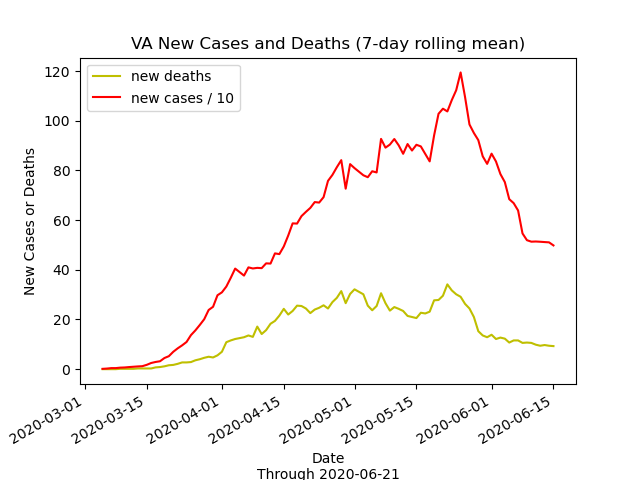 VA New Cases and Deaths (7-day rolling mean)
new deaths
new cases / 10
New Cases or Deaths
120
100
80
60
40
20
0
2020-03-01
2020-03-15
2020-04-01
2020-04-15
2020-05-01
2020-05-15
2020-06-01
2020-06-15
Date
Through 2020-06-21